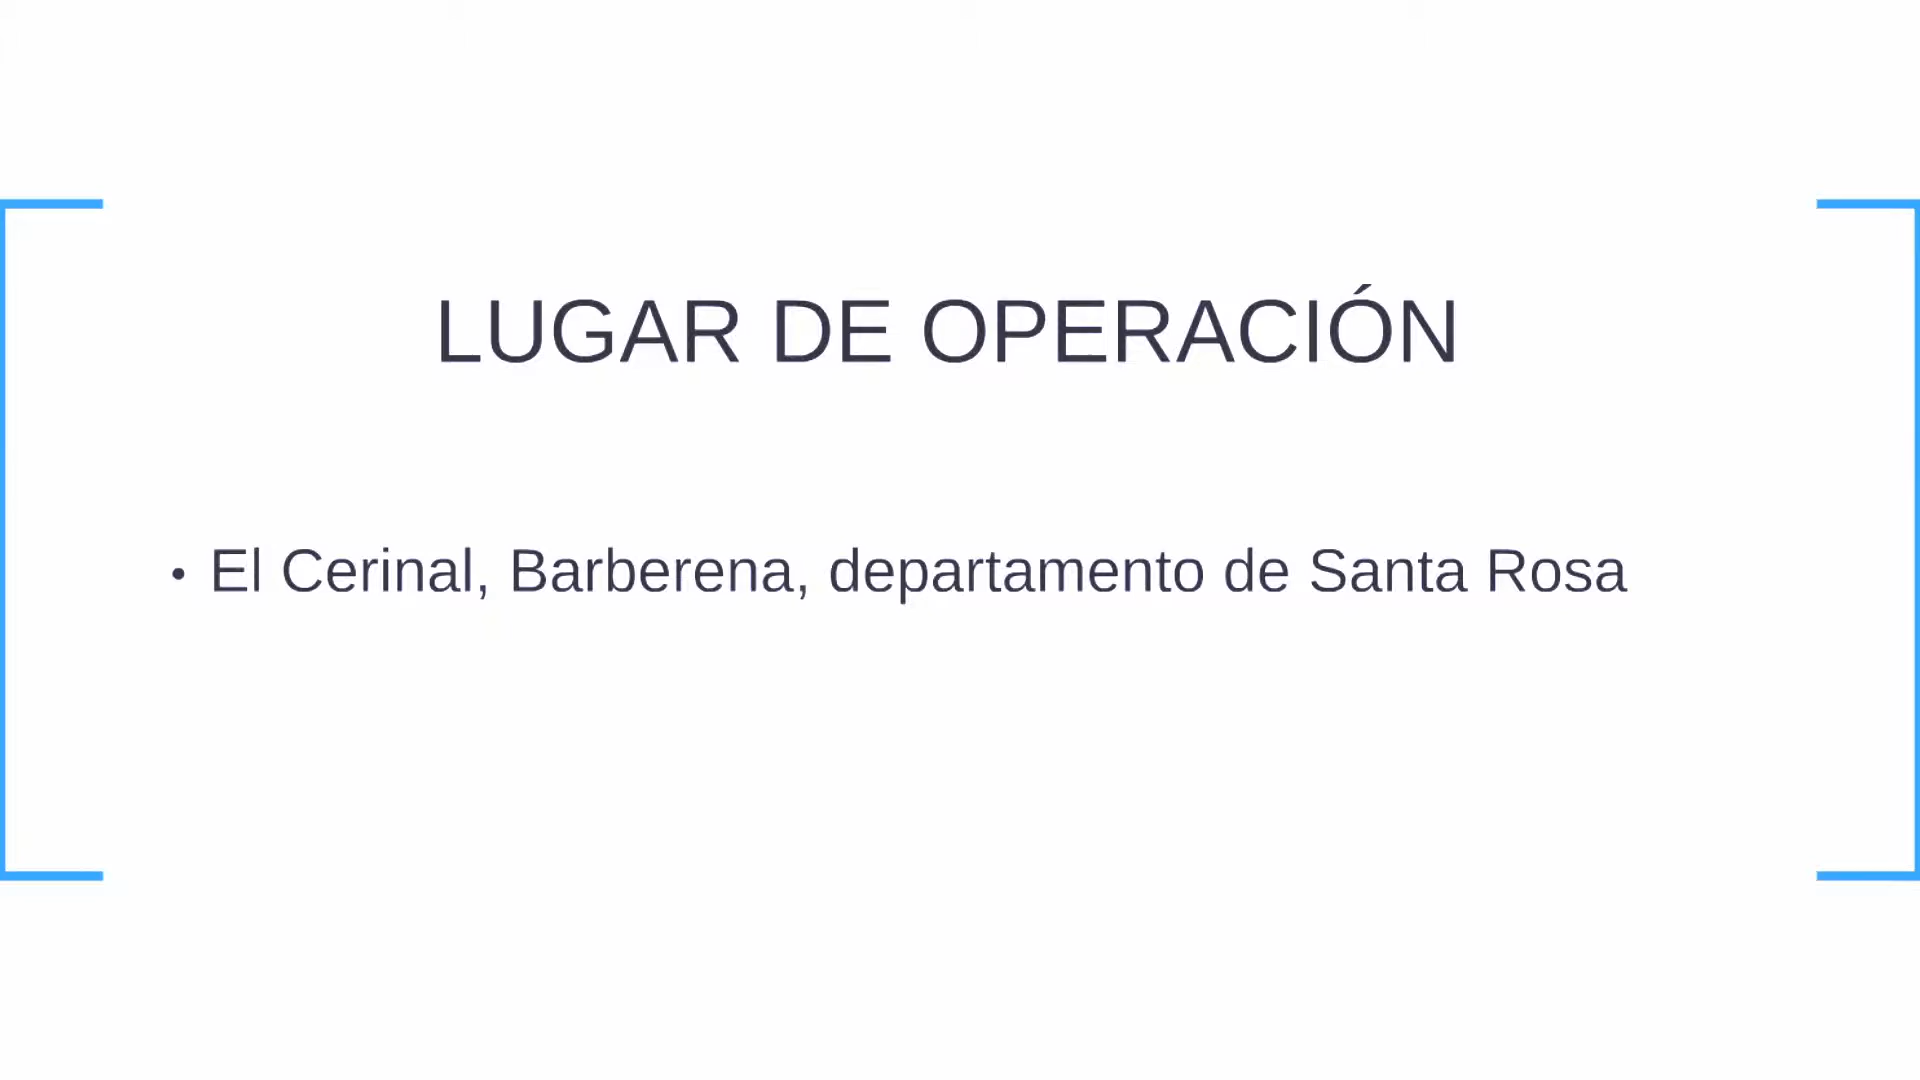 LUGAR DE OPERACIÓN
• El Cerinal, Barberena, departamento de Santa Rosa